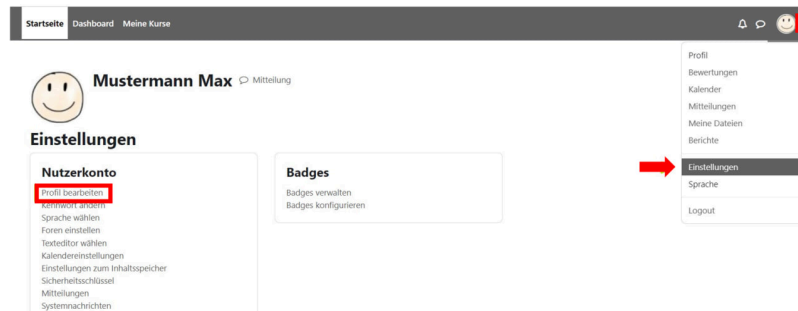 Startseite Dashboard Meine Kurse
Mustermann Max Mitteilung
Einstellungen
Nutzerkonto
Profil bearbeiten
Kennwort ändern
Sprache wählen
Foren einstellen
Texteditor wählen
Kalendereinstellungen
Einstellungen zum Inhaltsspeicher
Sicherheitsschlüssel
Mitteilungen
Systemnachrichten
Badges
Badges verwalten
Badges konfigurieren
Profil
Bewertungen
Kalender
Mitteilungen
Meine Dateien
Berichte
Einstellungen
Sprache
Logout